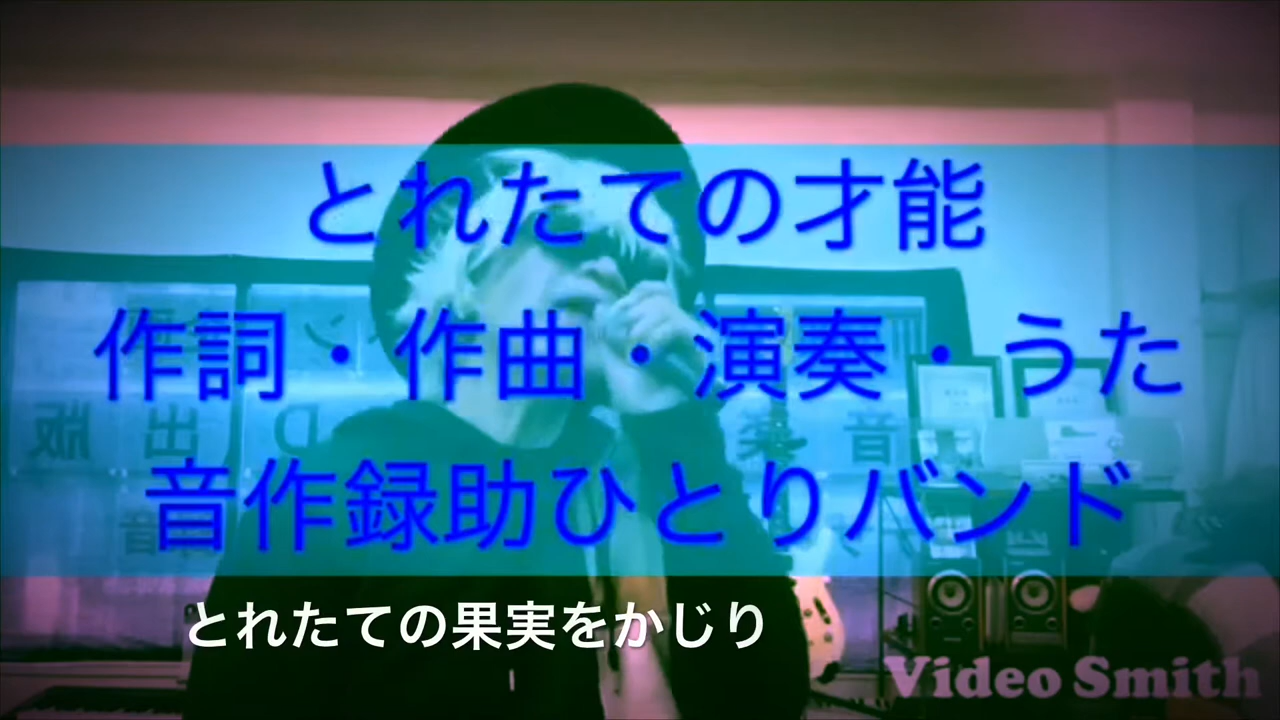 とれたての才能
作詞・作曲・演奏・うた
音作録助ひとりバンド
とれたての果実をかじり
Video Smith